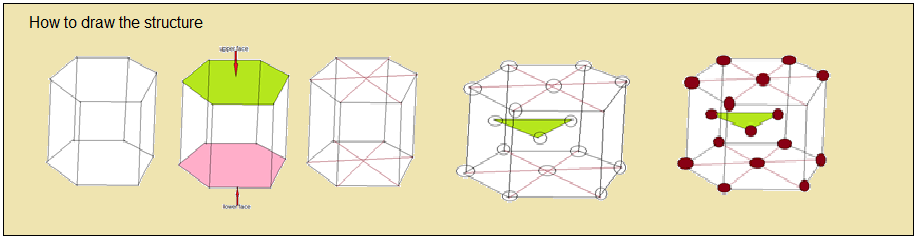 How to draw the structure
upper face
lower face